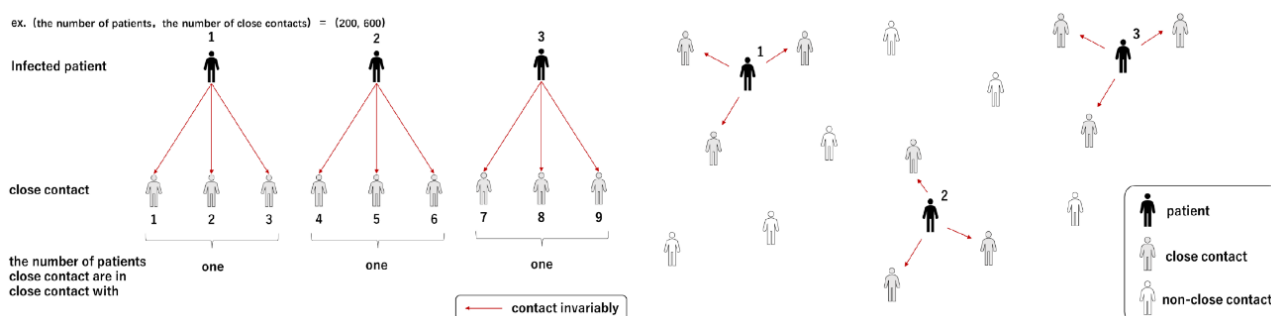 ex. (the number of patients, the number of close contacts) = (200, 600)
1 2 3
Infected patient
close contact
1 2 3 4 5 6 7 8 9
the number of patients
close contact are in
close contact with
one one one
contact invariably
1
3
2
patient
close contact
non-close contact